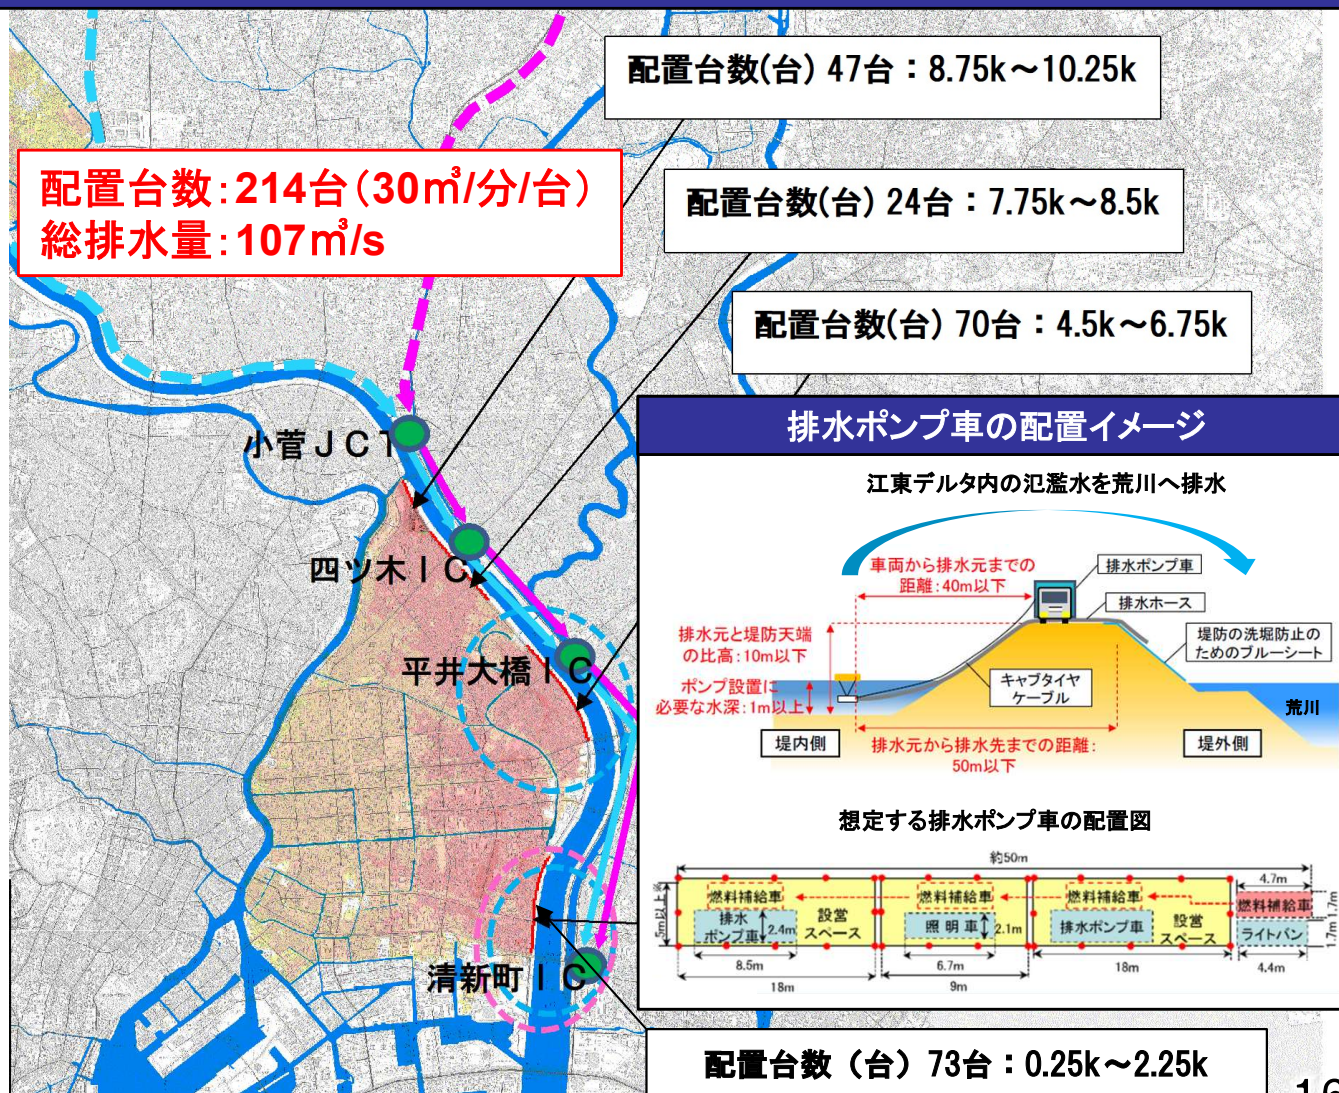 配置台数(台) 47台：8.75k～10.25k
配置台数：214台（30㎥/分/台）
総排水量：107㎥/s
配置台数(台) 24台：7.75k～8.5k
配置台数(台) 70台：4.5k～6.75k
小菅ＪＣＴ
四ツ木ＩＣ
平井大橋ＩＣ
清新町ＩＣ
排水ポンプ車の配置イメージ
江東デルタ内の氾濫水を荒川へ排水
車両から排水元までの
距離：40m以下
排水ポンプ車
排水ホース
排水元と堤防天端
の比高：10m以下
堤防の洗堀防止の
ためのブルーシート
ポンプ設置に
必要な水深：1m以上
キャブタイヤ
ケーブル
荒川
堤内側
排水元から排水先までの距離：
50m以下
堤外側
想定する排水ポンプ車の配置図
約50m
4.7m
燃料補給車
燃料補給車
燃料補給車
燃料補給車
1.7m
5m以上
排水
ポンプ車
2.4m
設営
スペース
照明車
2.1m
排水ポンプ車
設営
スペース
ライトバン
1.7m
8.5m
6.7m
18m
4.4m
18m
9m
配置台数（台）73台：0.25k～2.25k